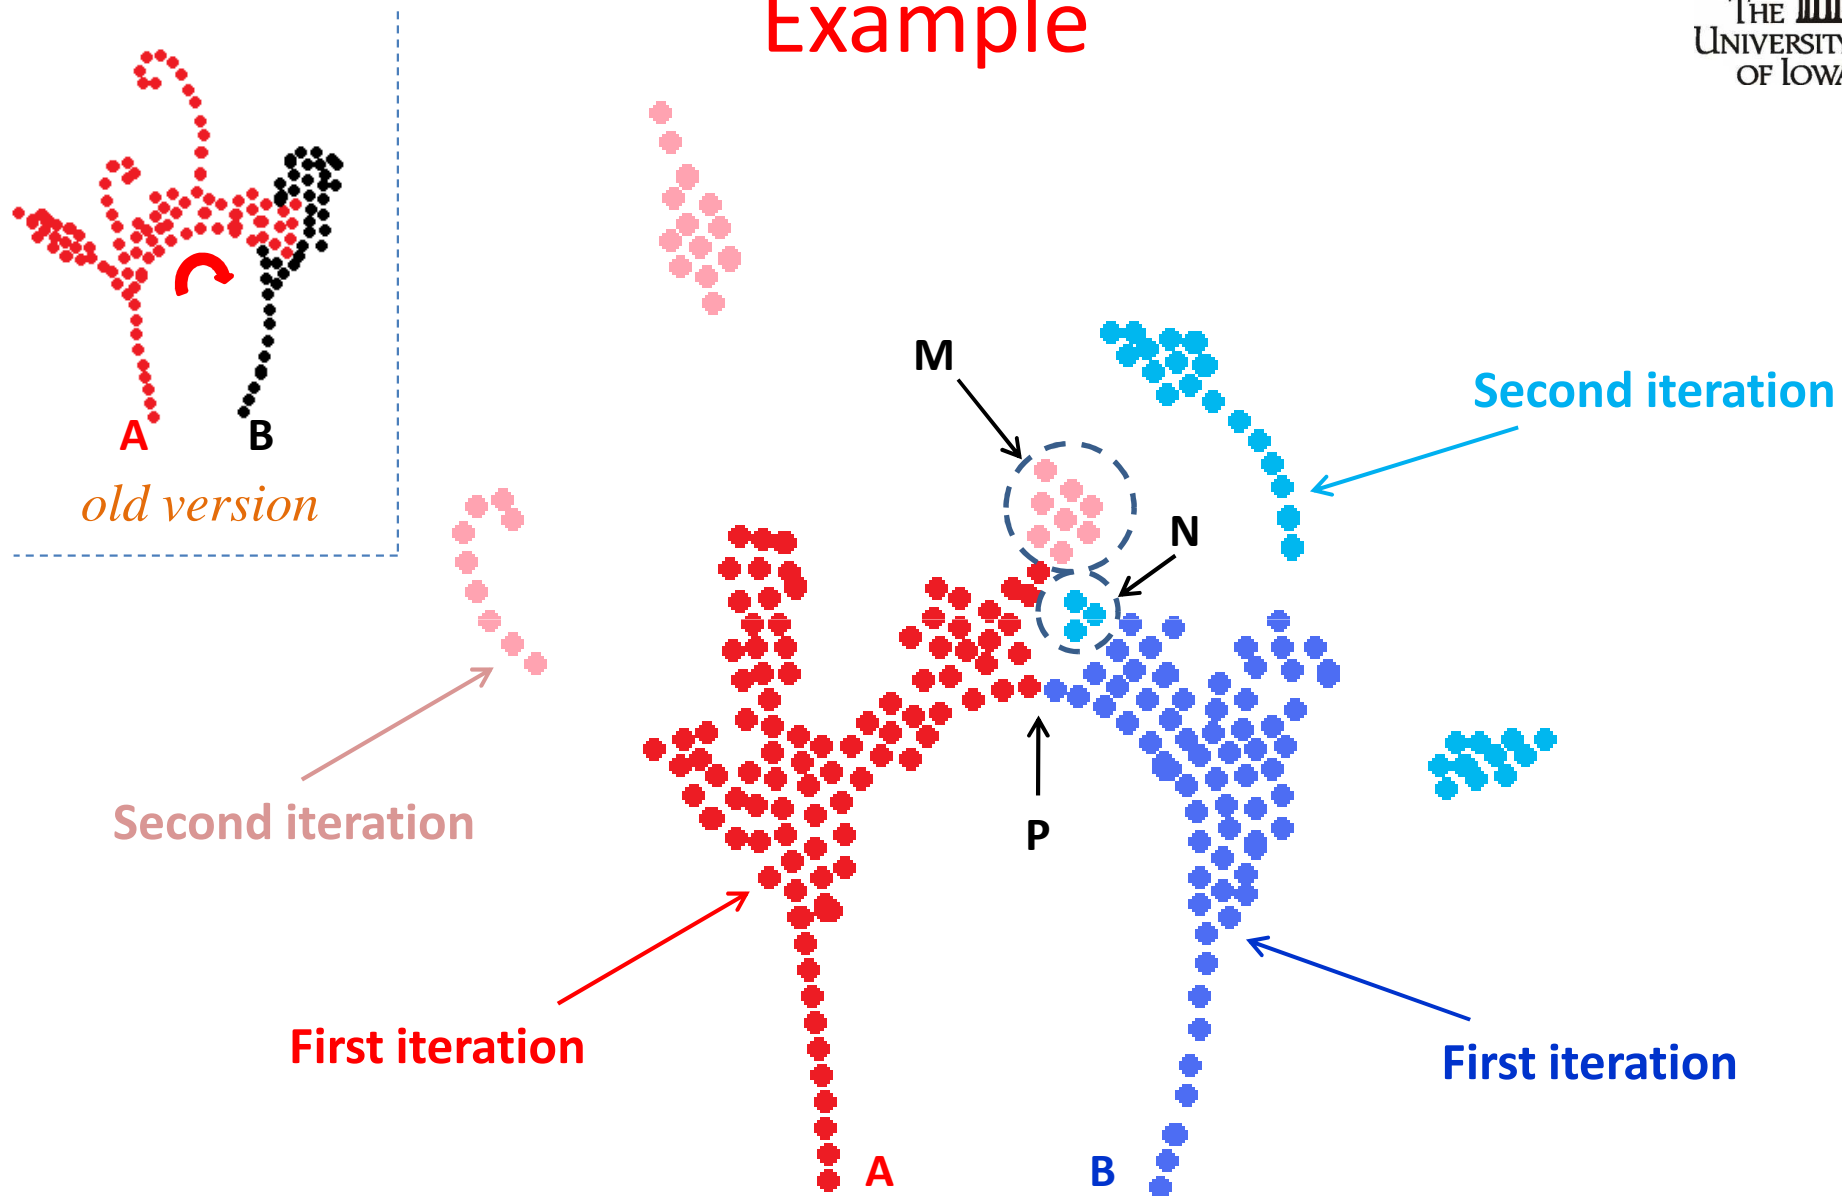 Example
THE
UNIVERSITY
OF IOWA
A
B
old version
M
Second iteration
N
P
Second iteration
First iteration
First iteration
A
B